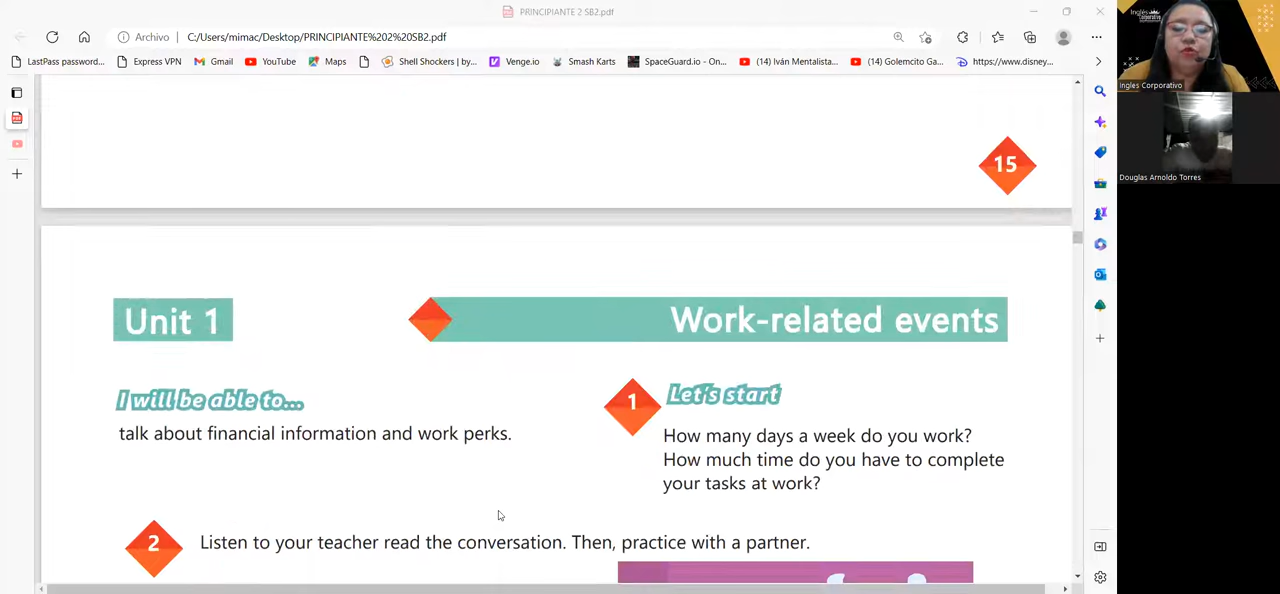 PRINCIPIANTE 2 SB2.pdf
Archivo
C:/Users/mimac/Desktop/PRINCIPIANTE%202%20SB2.pdf
LastPass password...
Express VPN
Gmail
YouTube
Maps
Shell Shockers | by...
Venge.io
Smash Karts
SpaceGuard.io - On...
(14) Iván Mentalista...
(14) Golemcito Ga...
https://www.disney...
15
Unit 1
Work-related events
I will be able to...
talk about financial information and work perks.
1
Let's start
How many days a week do you work?
How much time do you have to complete
your tasks at work?
2
Listen to your teacher read the conversation. Then, practice with a partner.
Inglés
Corporativo
Ingles Corporativo
Douglas Arnoldo Torres